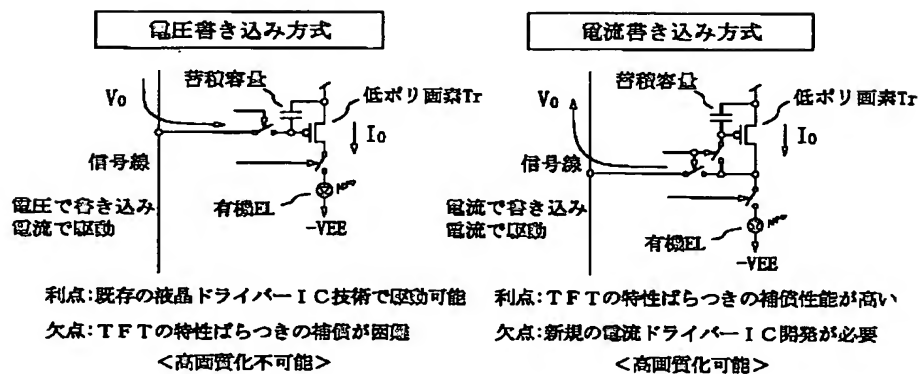 電圧書き込み方式
蓄積容量
V0
低ポリ画素Tr
I0
信号線
電圧で書き込み
電流で駆動
有機EL
-VEE
利点:既存の液晶ドライバーIC技術で駆動可能
欠点:TFTの特性ばらつきの補償が困難
<高画質化不可能>
電流書き込み方式
蓄積容量
V0
低ポリ画素Tr
I0
信号線
電流で書き込み
電流で駆動
有機EL
-VEE
利点:TFTの特性ばらつきの補償性能が高い
欠点:新規の電流ドライバーIC開発が必要
<高画質化可能>